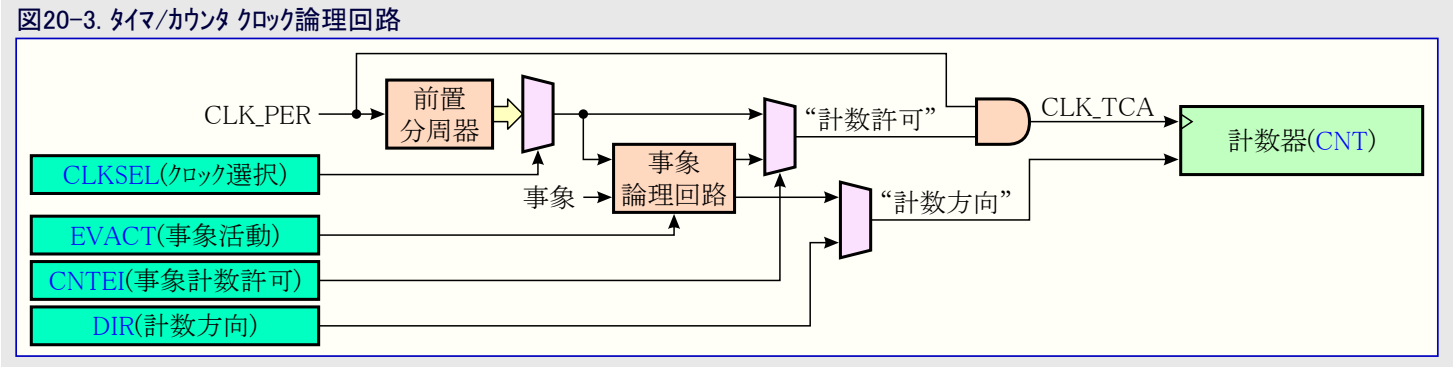 図20-3. タイマ/カウンタ クロック論理回路
CLK_PER
前置
分周器
“計数許可”
CLK_TCA
計数器(CNT)
CLKSEL(クロック選択)
事象
事象
論理回路
“計数方向”
EVACT(事象活動)
CNTEI(事象計数許可)
DIR(計数方向)